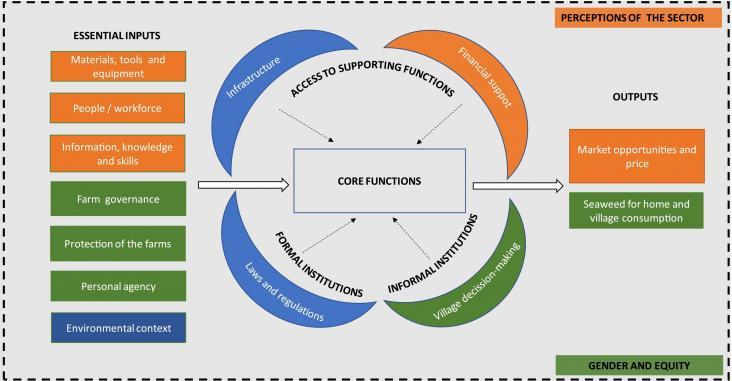 PERCEPTIONS OF THE SECTOR
ESSENTIAL INPUTS
Materials, tools and
equipment
People / workforce
Information, knowledge
and skills
Farm governance
Protection of the farms
Personal agency
Environmental context
Infrastructure
ACCESS TO SUPPORTING FUNCTIONS
Financial suppot
CORE FUNCTIONS
FORMAL INSTITUTIONS
Laws and regulations
INFORMAL INSTITUTIONS
Village decission-making
OUTPUTS
Market opportunities and
price
Seaweed for home and
village consumption
GENDER AND EQUITY